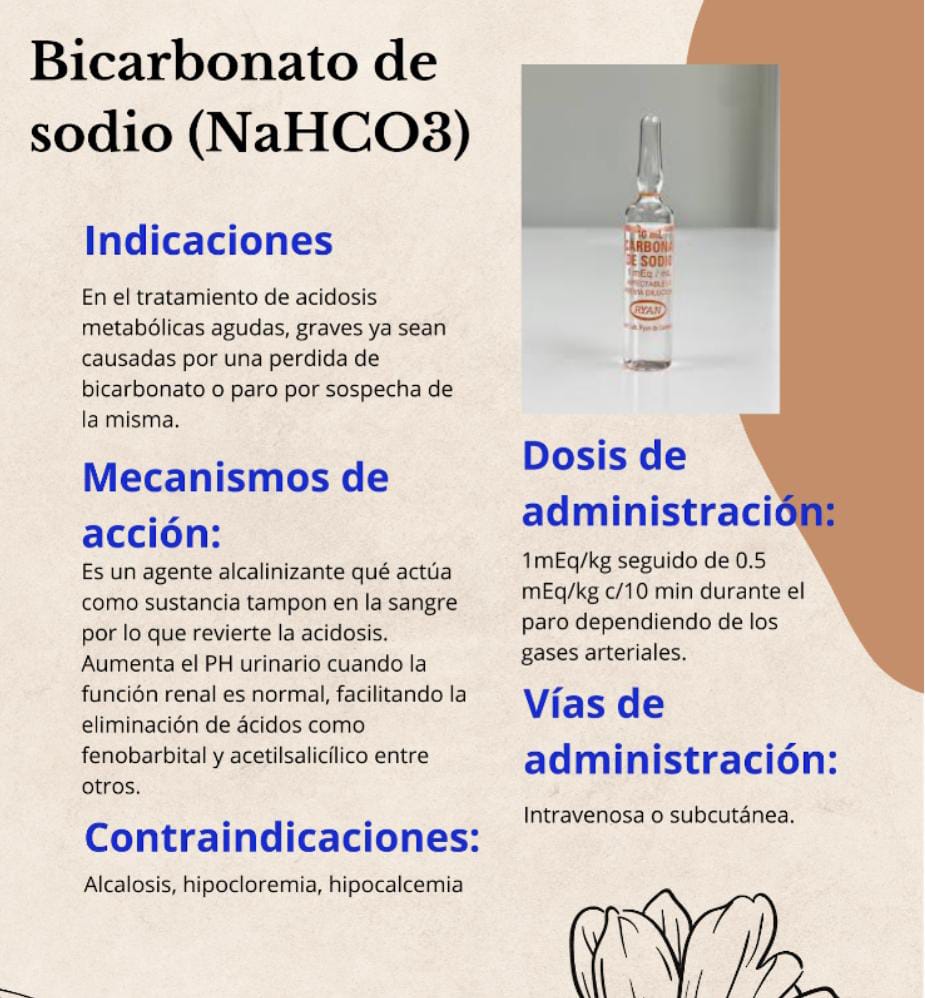 Bicarbonato de
sodio (NaHCO3)
Indicaciones
En el tratamiento de acidosis
metabólicas agudas, graves ya sean
causadas por una perdida de
bicarbonato o paro por sospecha de
la misma.
Mecanismos de
acción:
Es un agente alcalinizante qué actúa
como sustancia tampon en la sangre
por lo que revierte la acidosis.
Aumenta el PH urinario cuando la
función renal es normal, facilitando la
eliminación de ácidos como
fenobarbital y acetilsalicílico entre
otros.
Contraindicaciones:
Alcalosis, hipocloremia, hipocalcemia
10 mL
CARBONA
DE SODIO
1 mEq / mL
RYAN
Dosis de
administración:
1mEq/kg seguido de 0.5
mEq/kg c/10 min durante el
paro dependiendo de los
gases arteriales.
Vías de
administración:
Intravenosa o subcutánea.